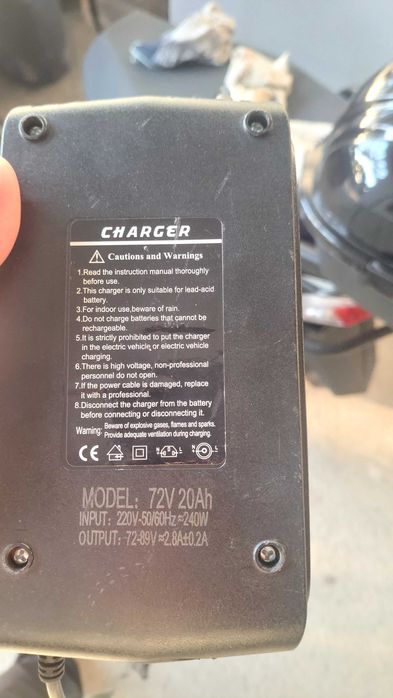 CHARGER
Cautions and Warnings
1.Read the instruction manual thoroughly
before use.
2.This charger is only suitable for lead-acid
battery.
3.For indoor use,beware of rain.
4.Do not charge batteries that cannot be
rechargeable.
5.It is strictly prohibited to put the charger
in the electric vehicle or electric vehicle
charging.
6.There is high voltage, non-professional
personnel do not open.
7.If the power cable is damaged, replace
it with a professional.
8.Disconnect the charger from the battery
before connecting or disconnecting it.
Warning: Beware of explosive gases, flames and sparks.
Provide adequate ventilation during charging.
CE N L N L
MODEL: 72V 20Ah
INPUT: 220V-50/60Hz≈240W
OUTPUT: 72-89V≈2.8A±0.2A